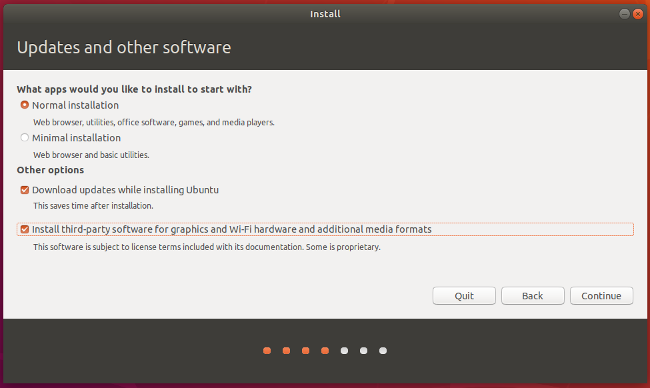 Install
Updates and other software
What apps would you like to install to start with?
Normal installation
Web browser, utilities, office software, games, and media players.
Minimal installation
Web browser and basic utilities.
Other options
Download updates while installing Ubuntu
This saves time after installation.
Install third-party software for graphics and Wi-Fi hardware and additional media formats
This software is subject to license terms included with its documentation. Some is proprietary.
Quit
Back
Continue